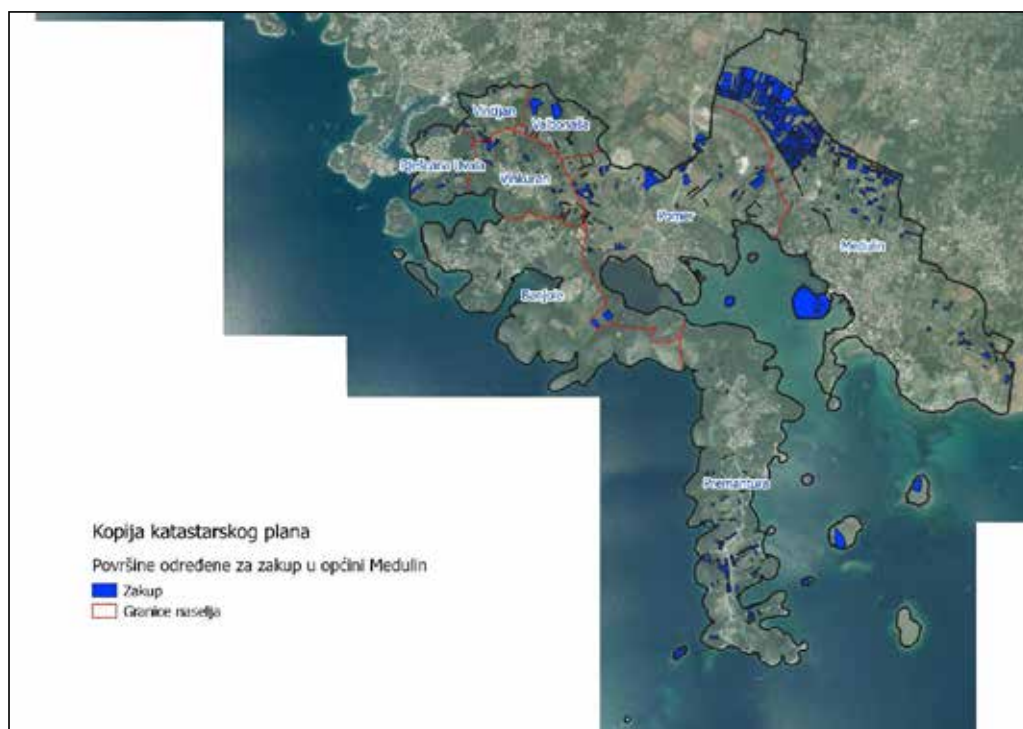 Vinkuran
Valbonaša
Pješčana Uvala
Vinkuran
Pomer
Medulin
Banjole
Premantura
Kopija katastarskog plana
Površine određene za zakup u općini Medulin
Zakup
Granice naselja